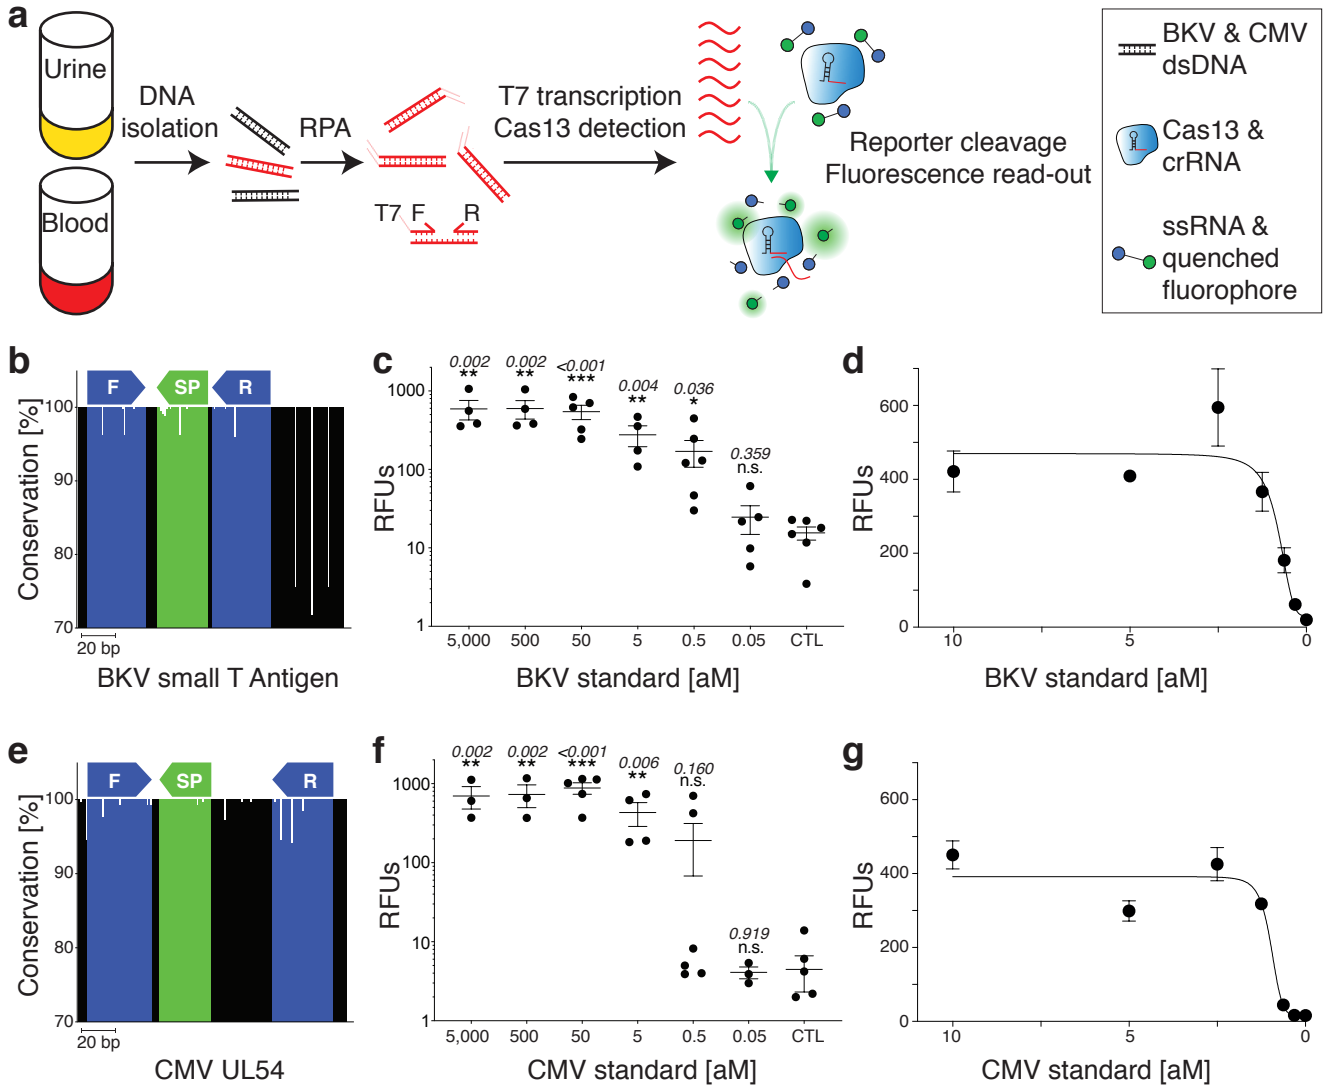 a
Urine
Blood
DNA
isolation
RPA
T7 F R
T7 transcription
Cas13 detection
Reporter cleavage
Fluorescence read-out
BKV & CMV
dsDNA
Cas13 &
crRNA
ssRNA &
quenched
fluorophore
b
F SP R
Conservation [%]
100
90
80
70
20 bp
BKV small T Antigen
c
0.002 0.002 <0.001 0.004 0.036 0.359
** ** *** ** * n.s.
RFUs
1000
100
10
1
5,000 500 50 5 0.5 0.05 CTL
BKV standard [aM]
d
RFUs
600
400
200
0
10 5 0
BKV standard [aM]
e
F SP R
Conservation [%]
100
90
80
70
20 bp
CMV UL54
f
0.002 0.002 <0.001 0.006 0.160 0.919
** ** *** ** n.s. n.s.
RFUs
1000
100
10
1
5,000 500 50 5 0.5 0.05 CTL
CMV standard [aM]
g
RFUs
600
400
200
0
10 5 0
CMV standard [aM]